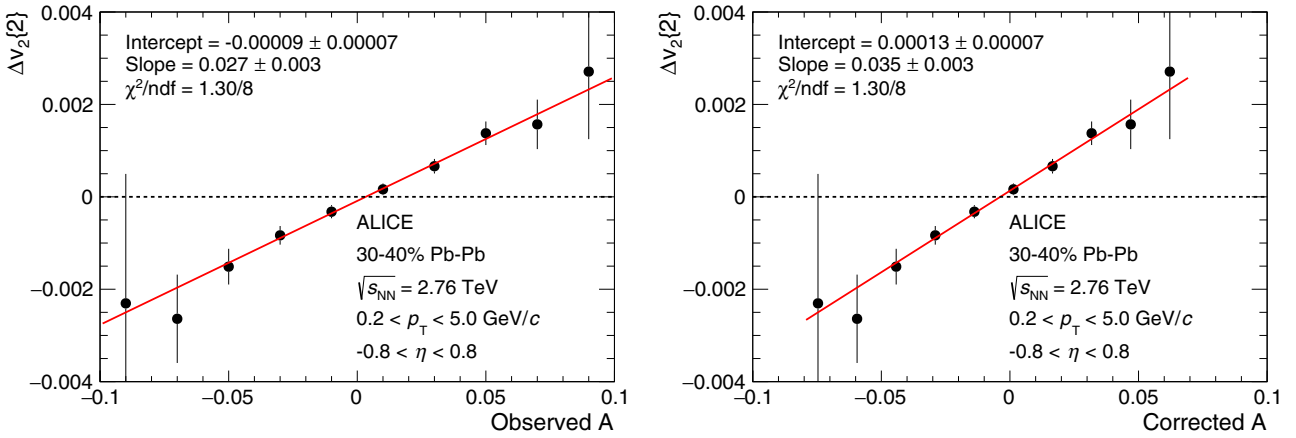 Δv₂{2}
0.004
0.002
0
−0.002
−0.004
Intercept = -0.00009 ± 0.00007
Slope = 0.027 ± 0.003
χ²/ndf = 1.30/8
ALICE
30-40% Pb-Pb
√s_NN = 2.76 TeV
0.2 < p_T < 5.0 GeV/c
-0.8 < η < 0.8
−0.1 −0.05 0 0.05 0.1
Observed A
Δv₂{2}
0.004
0.002
0
−0.002
−0.004
Intercept = 0.00013 ± 0.00007
Slope = 0.035 ± 0.003
χ²/ndf = 1.30/8
ALICE
30-40% Pb-Pb
√s_NN = 2.76 TeV
0.2 < p_T < 5.0 GeV/c
-0.8 < η < 0.8
−0.1 −0.05 0 0.05 0.1
Corrected A